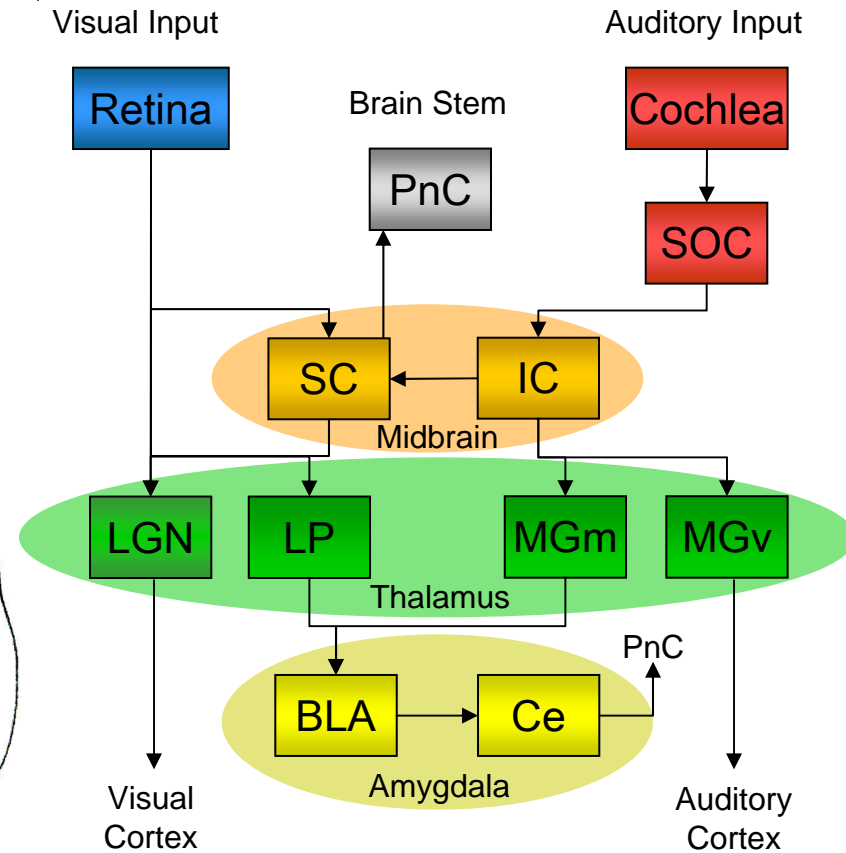 Visual Input
Auditory Input
Retina
Brain Stem
Cochlea
PnC
SOC
SC
IC
Midbrain
LGN
LP
MGm
MGv
Thalamus
PnC
BLA
Ce
Amygdala
Visual
Cortex
Auditory
Cortex